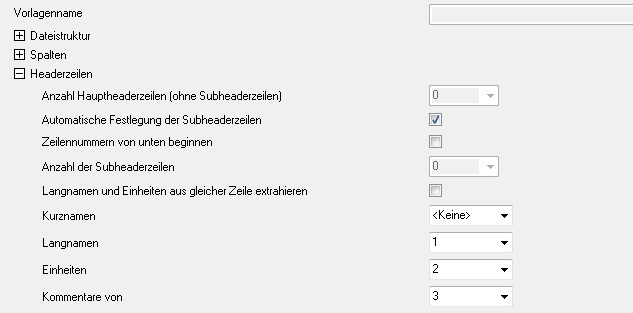 Vorlagenname
Dateistruktur
Spalten
Headerzeilen
Anzahl Hauptheaderzeilen (ohne Subheaderzeilen) 0
Automatische Festlegung der Subheaderzeilen
Zeilennummern von unten beginnen
Anzahl der Subheaderzeilen 0
Langnamen und Einheiten aus gleicher Zeile extrahieren
Kurznamen <Keine>
Langnamen 1
Einheiten 2
Kommentare von 3